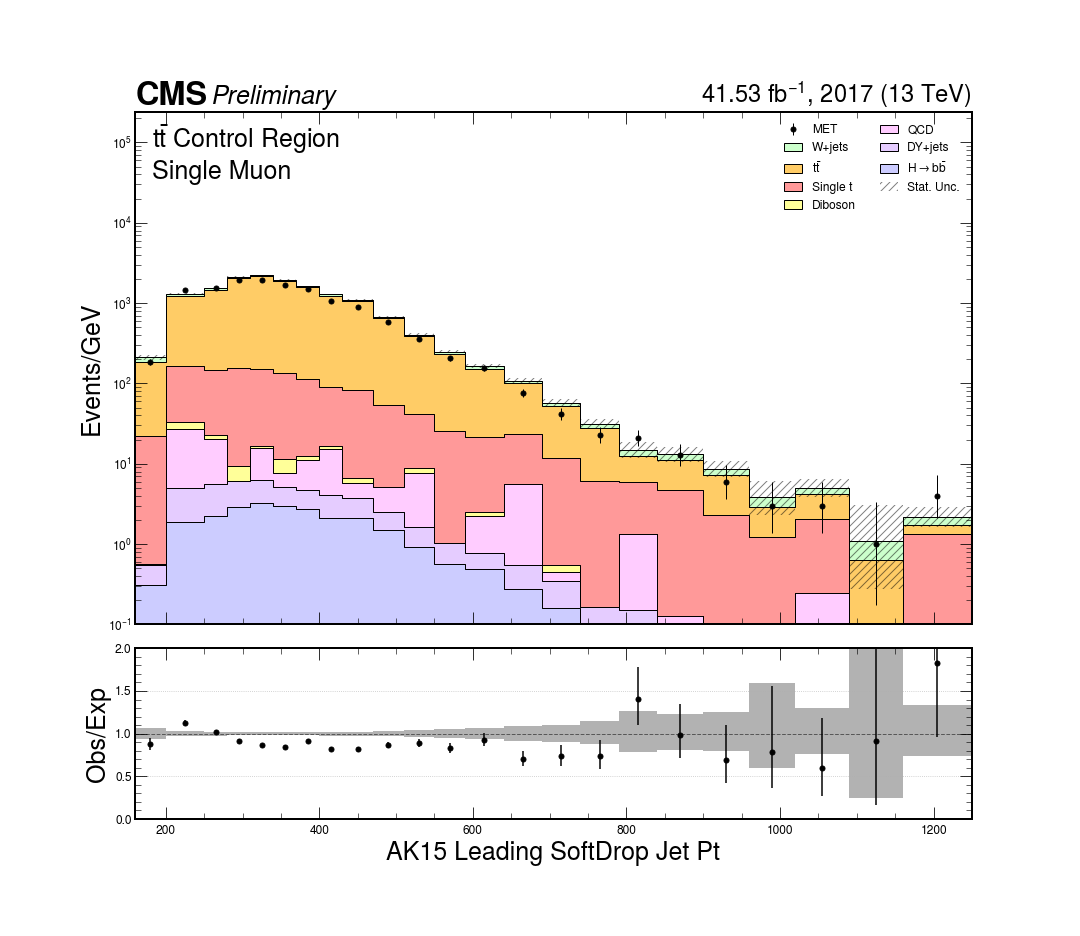 CMS Preliminary 41.53 fb⁻¹, 2017 (13 TeV)
tt̄ Control Region
Single Muon
MET
W+jets
tt̄
Single t
Diboson
QCD
DY+jets
H→bb̄
Stat. Unc.
Events/GeV
10⁵
10⁴
10³
10²
10¹
10⁰
10⁻¹
Obs/Exp
2.0
1.5
1.0
0.5
0.0
200 400 600 800 1000 1200
AK15 Leading SoftDrop Jet Pt